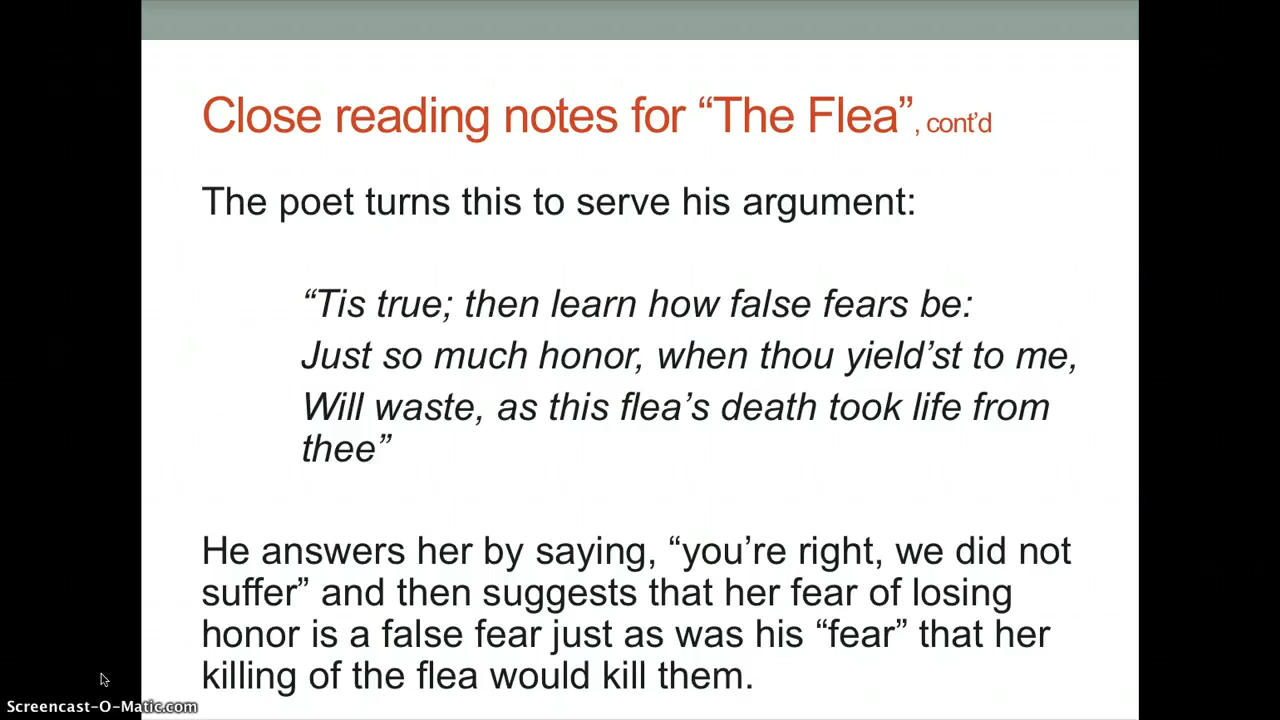 Close reading notes for “The Flea”, cont’d
The poet turns this to serve his argument:
“Tis true; then learn how false fears be:
Just so much honor, when thou yield’st to me,
Will waste, as this flea’s death took life from
thee”
He answers her by saying, “you’re right, we did not
suffer” and then suggests that her fear of losing
honor is a false fear just as was his “fear” that her
killing of the flea would kill them.
Screencast-O-Matic.com